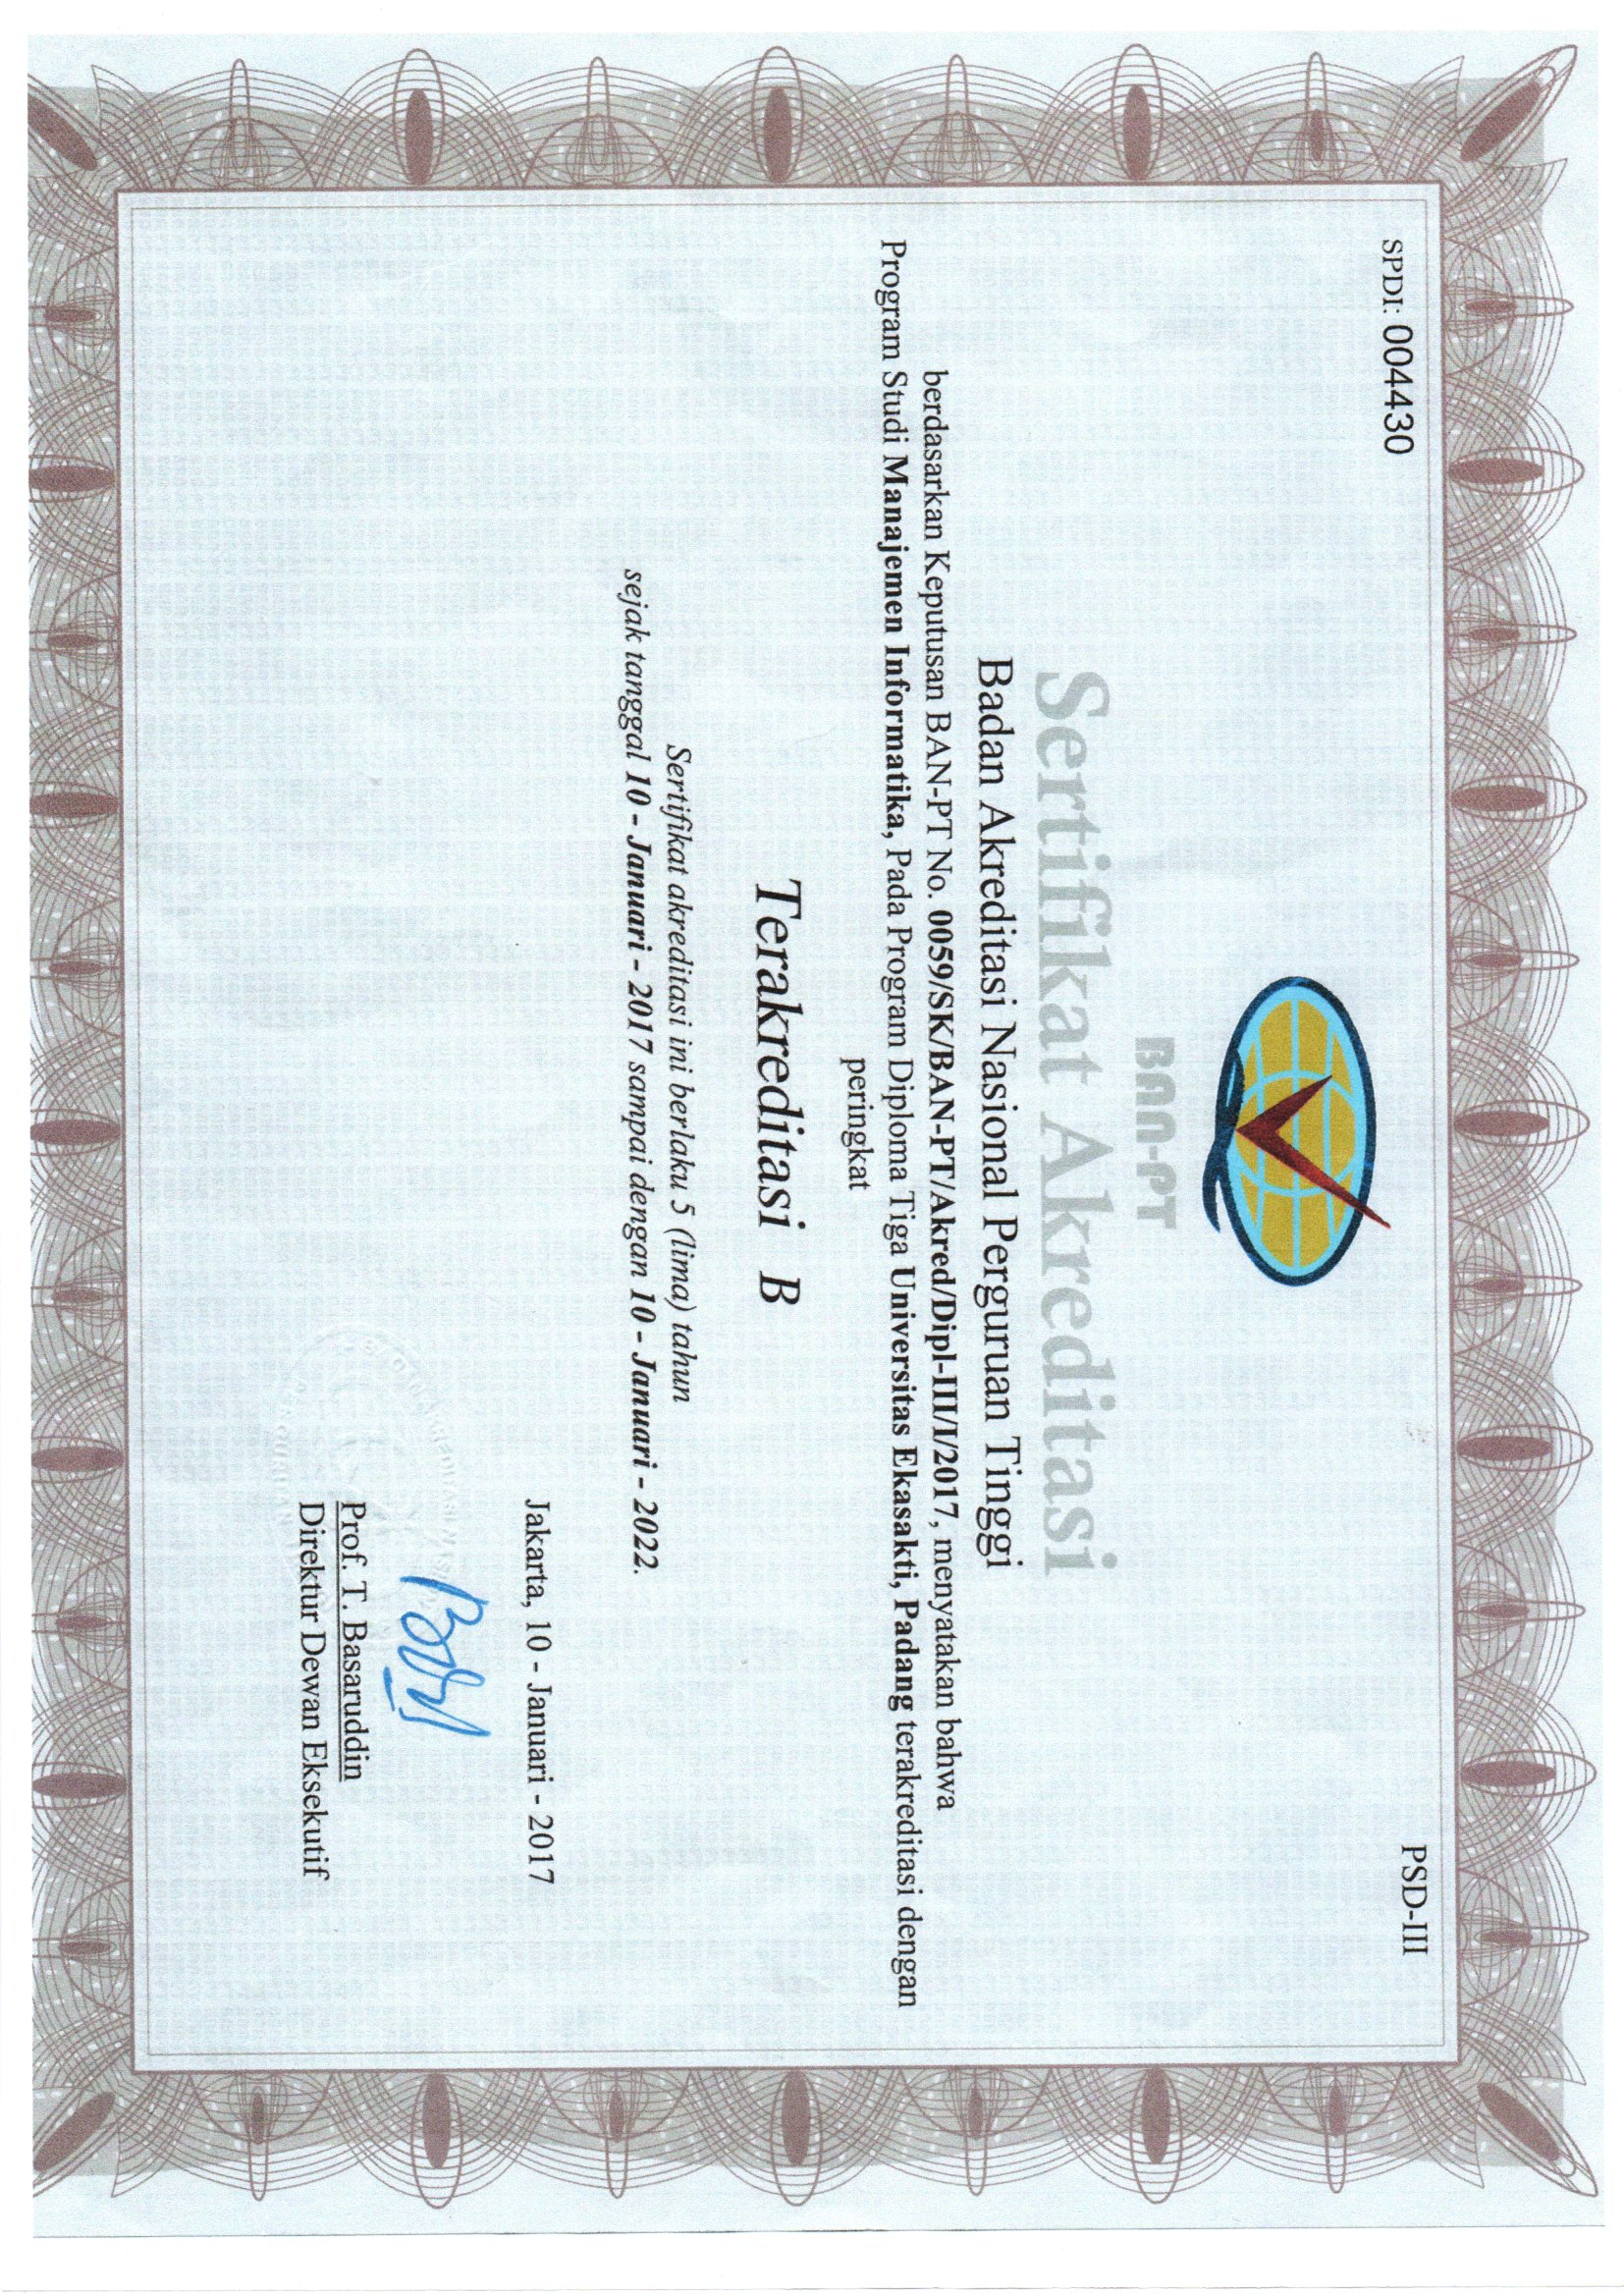 SPDI: 004430
PSD-III
BAN-PT
Sertifikat Akreditasi
Badan Akreditasi Nasional Perguruan Tinggi
berdasarkan Keputusan BAN-PT No. 0059/SK/BAN-PT/Akred/Dipl-III/I/2017, menyatakan bahwa
Program Studi Manajemen Informatika, Pada Program Diploma Tiga Universitas Ekasakti, Padang terakreditasi dengan
peringkat
Terakreditasi B
Sertifikat akreditasi ini berlaku 5 (lima) tahun
sejak tanggal 10 - Januari - 2017 sampai dengan 10 - Januari - 2022.
Jakarta, 10 - Januari - 2017
Prof. T. Basaruddin
Direktur Dewan Eksekutif